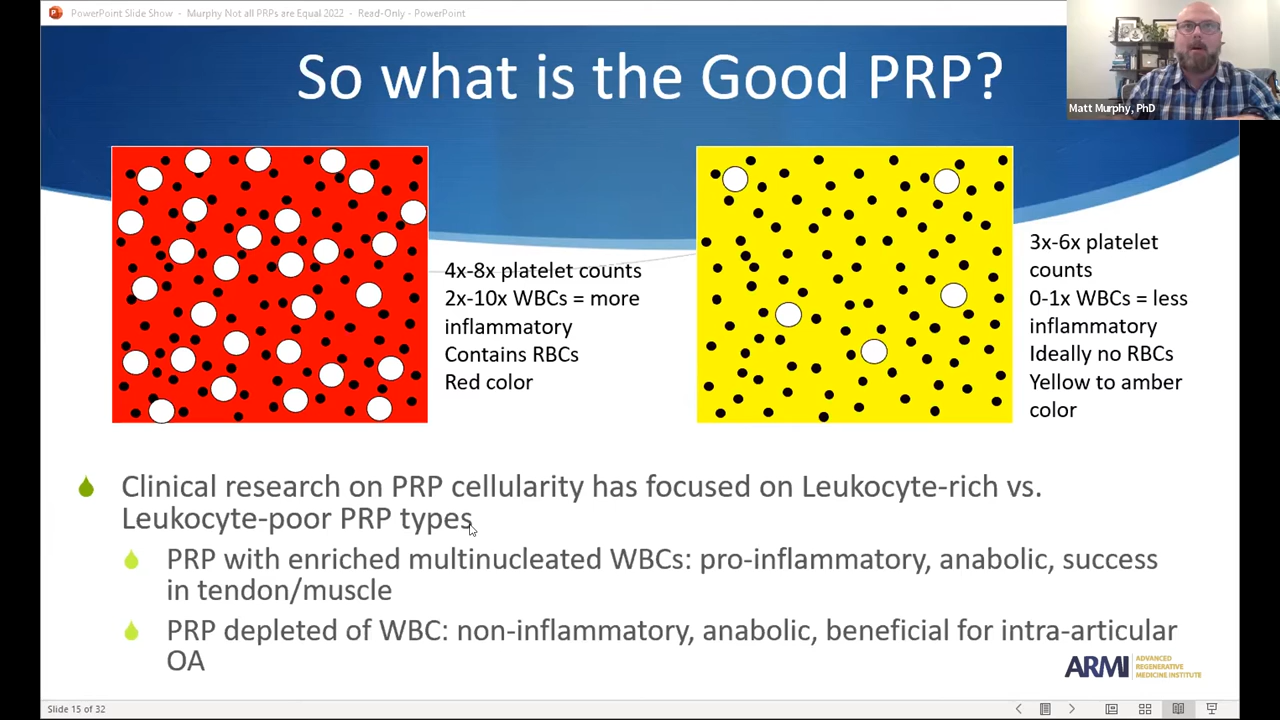 PowerPoint Slide Show - Murphy Not all PRPs are Equal 2022 - Read-Only - PowerPoint
So what is the Good PRP?
Matt Murphy, PhD
4x-8x platelet counts
2x-10x WBCs = more
inflammatory
Contains RBCs
Red color
3x-6x platelet
counts
0-1x WBCs = less
inflammatory
Ideally no RBCs
Yellow to amber
color
Clinical research on PRP cellularity has focused on Leukocyte-rich vs.
Leukocyte-poor PRP types
PRP with enriched multinucleated WBCs: pro-inflammatory, anabolic, success
in tendon/muscle
PRP depleted of WBC: non-inflammatory, anabolic, beneficial for intra-articular
OA
ARMI
ADVANCED
REGENERATIVE
MEDICINE INSTITUTE
Slide 15 of 32